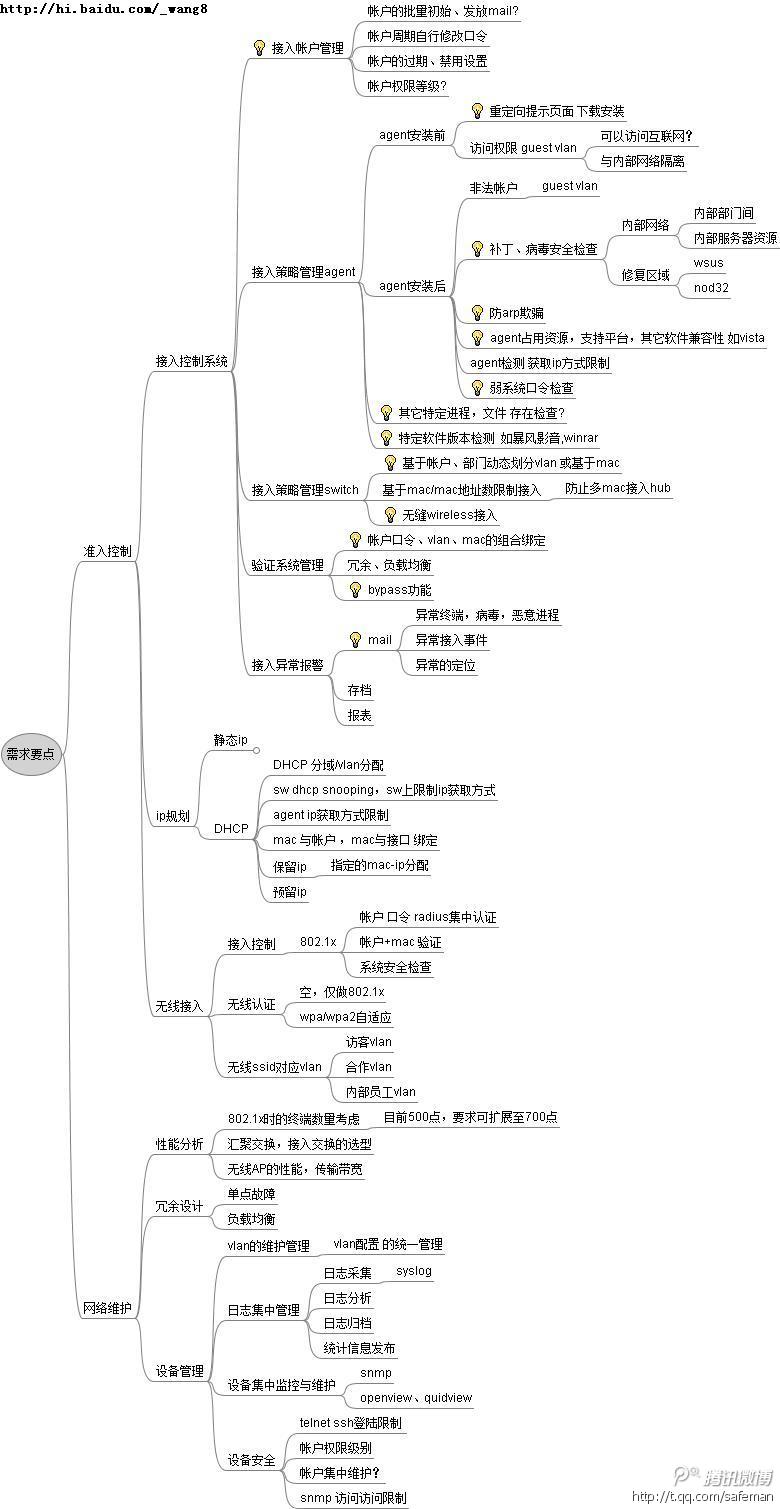 http://hi.baidu.com/_wang8
需求要点
准入控制
接入控制系统
接入帐户管理
帐户的批量初始、发放mail?
帐户周期自行修改口令
帐户的过期、禁用设置
帐户权限等级?
接入策略管理agent
agent安装前
重定向提示页面 下载安装
访问权限 guest vlan
可以访问互联网？
与内部网络隔离
agent安装后
非法帐户
guest vlan
补丁、病毒安全检查
内部网络
内部部门间
内部服务器资源
修复区域
wsus
nod32
防arp欺骗
agent占用资源，支持平台，其它软件兼容性 如vista
agent检测 获取ip方式限制
弱系统口令检查
其它特定进程，文件 存在检查?
特定软件版本检测 如暴风影音,winrar
接入策略管理switch
基于帐户、部门动态划分vlan 或基于mac
基于mac/mac地址数限制接入
防止多mac接入hub
无缝wireless接入
验证系统管理
帐户口令、vlan、mac的组合绑定
冗余、负载均衡
bypass功能
接入异常报警
mail
异常终端，病毒，恶意进程
异常接入事件
异常的定位
存档
报表
ip规划
静态ip
DHCP
DHCP 分域/vlan分配
sw dhcp snooping，sw上限制ip获取方式
agent ip获取方式限制
mac 与帐户 ，mac与接口 绑定
保留ip
指定的mac-ip分配
预留ip
无线接入
接入控制
802.1x
帐户 口令 radius集中认证
帐户+mac 验证
系统安全检查
无线认证
空，仅做802.1x
wpa/wpa2自适应
无线ssid对应vlan
访客vlan
合作vlan
内部员工vlan
网络维护
性能分析
802.1x时的终端数量考虑
目前500点，要求可扩展至700点
汇聚交换，接入交换的选型
无线AP的性能，传输带宽
冗余设计
单点故障
负载均衡
设备管理
vlan的维护管理
vlan配置 的统一管理
日志集中管理
日志采集
syslog
日志分析
日志归档
统计信息发布
设备集中监控与维护
snmp
openview、quidview
设备安全
telnet ssh登陆限制
帐户权限级别
帐户集中维护？
snmp 访问访问限制
腾讯微博
http://t.qq.com/safeman